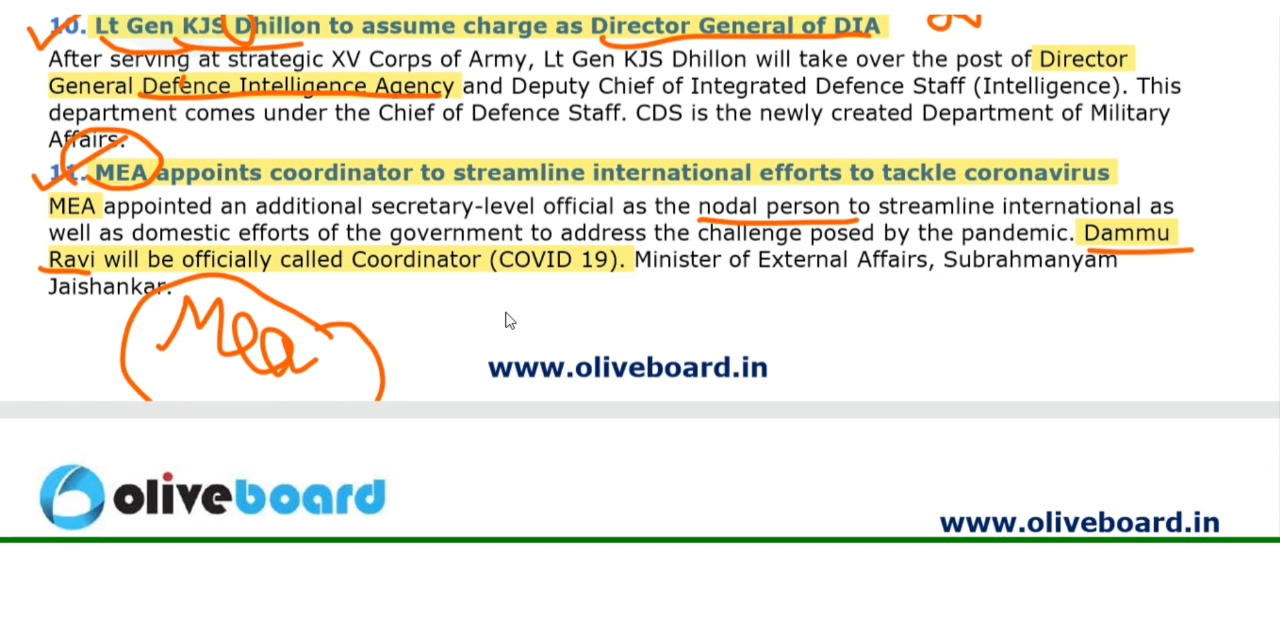 10. Lt Gen KJS Dhillon to assume charge as Director General of DIA
After serving at strategic XV Corps of Army, Lt Gen KJS Dhillon will take over the post of Director
General Defence Intelligence Agency and Deputy Chief of Integrated Defence Staff (Intelligence). This
department comes under the Chief of Defence Staff. CDS is the newly created Department of Military
Affairs.
11. MEA appoints coordinator to streamline international efforts to tackle coronavirus
MEA appointed an additional secretary-level official as the nodal person to streamline international as
well as domestic efforts of the government to address the challenge posed by the pandemic. Dammu
Ravi will be officially called Coordinator (COVID 19). Minister of External Affairs, Subrahmanyam
Jaishankar.
Mea
www.oliveboard.in
oliveboard
www.oliveboard.in